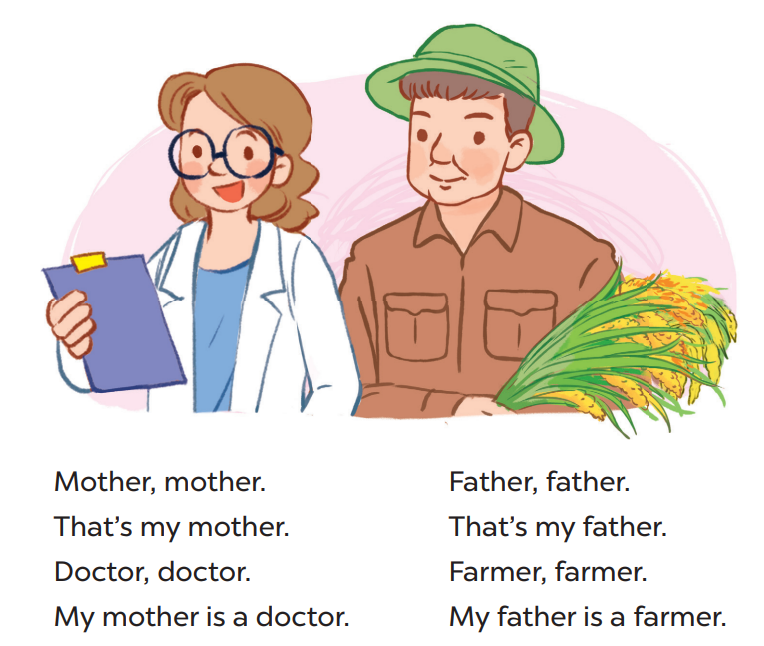 Mother, mother.
That's my mother.
Doctor, doctor.
My mother is a doctor.
Father, father.
That's my father.
Farmer, farmer.
My father is a farmer.